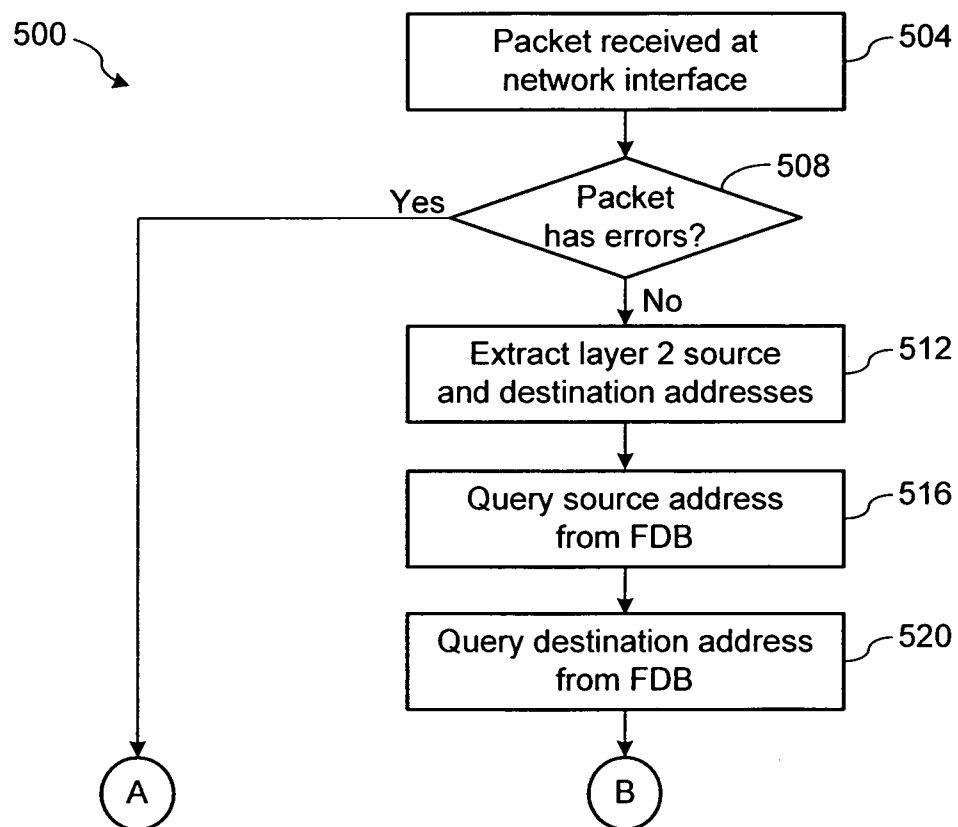 500
Packet received at
network interface
504
508
Packet
has errors?
Yes
No
Extract layer 2 source
and destination addresses
512
Query source address
from FDB
516
Query destination address
from FDB
520
A
B